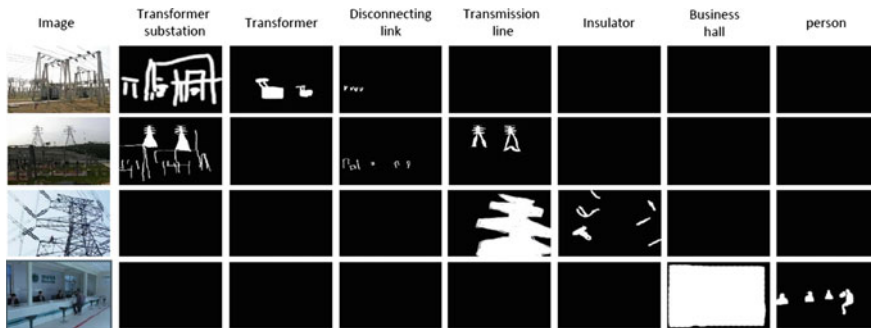 Image
Transformer
substation
Transformer
Disconnecting
link
Transmission
line
Insulator
Business
hall
person